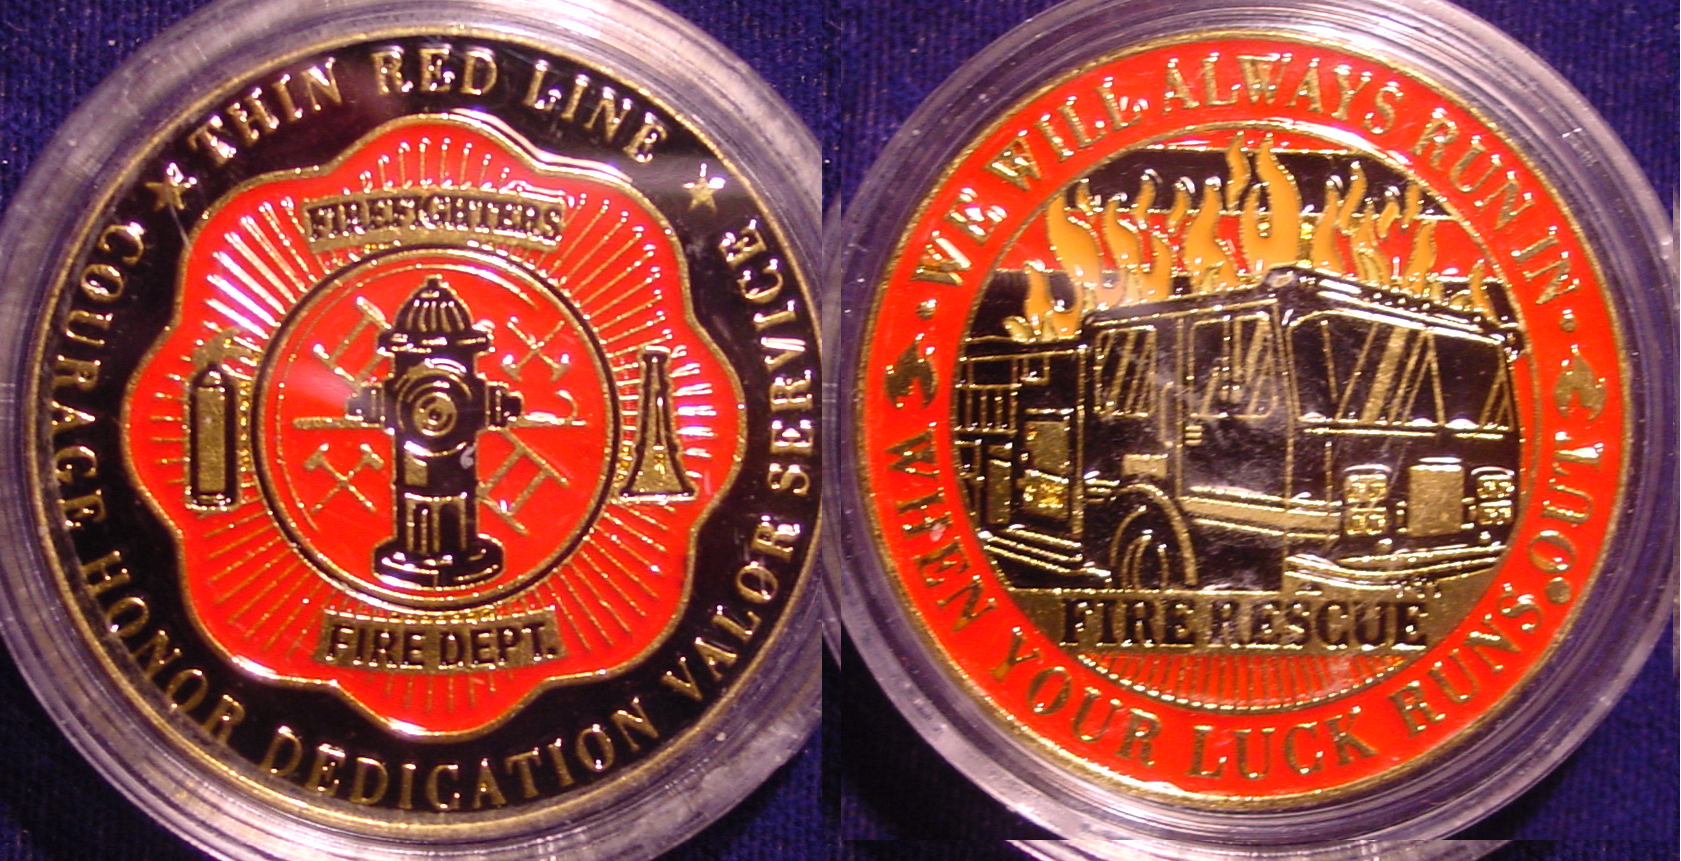 THIN RED LINE
FIREFIGHTERS
FIRE DEPT.
COURAGE HONOR DEDICATION VALOR SERVICE
WE WILL ALWAYS RUN IN
FIRE RESCUE
WHEN YOUR LUCK RUNS OUT.